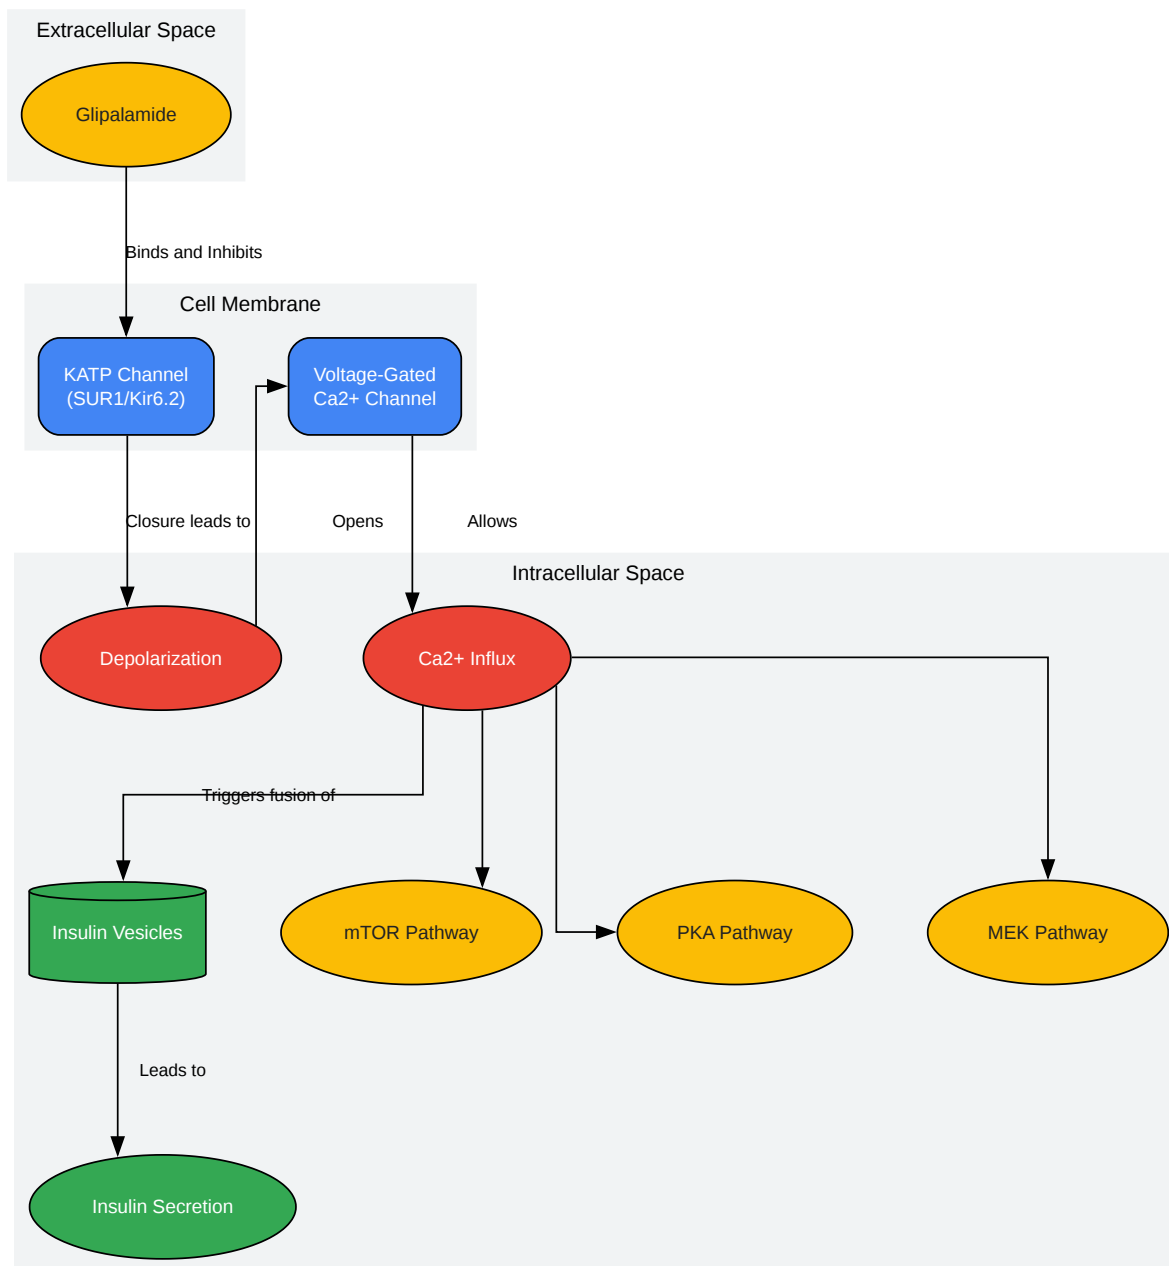 Extracellular Space
Glipalamide
Binds and Inhibits
Cell Membrane
KATP Channel
(SUR1/Kir6.2)
Voltage-Gated
Ca2+ Channel
Closure leads to
Opens
Allows
Intracellular Space
Depolarization
Ca2+ Influx
Triggers fusion of
Insulin Vesicles
mTOR Pathway
PKA Pathway
MEK Pathway
Leads to
Insulin Secretion